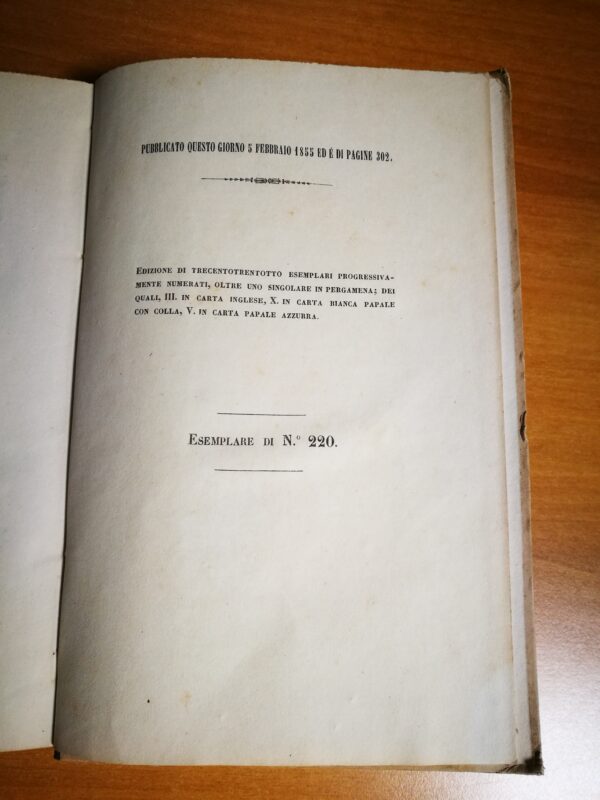 PUBBLICATO QUESTO GIORNO 5 FEBBRAIO 1855 ED É DI PAGINE 302.
EDIZIONE DI TRECENTOTRENTOTTO ESEMPLARI PROGRESSIVA-
MENTE NUMERATI, OLTRE UNO SINGOLARE IN PERGAMENA; DEI
QUALI, III. IN CARTA INGLESE, X. IN CARTA BIANCA PAPALE
CON COLLA, V. IN CARTA PAPALE AZZURRA.
ESEMPLARE DI N.° 220.